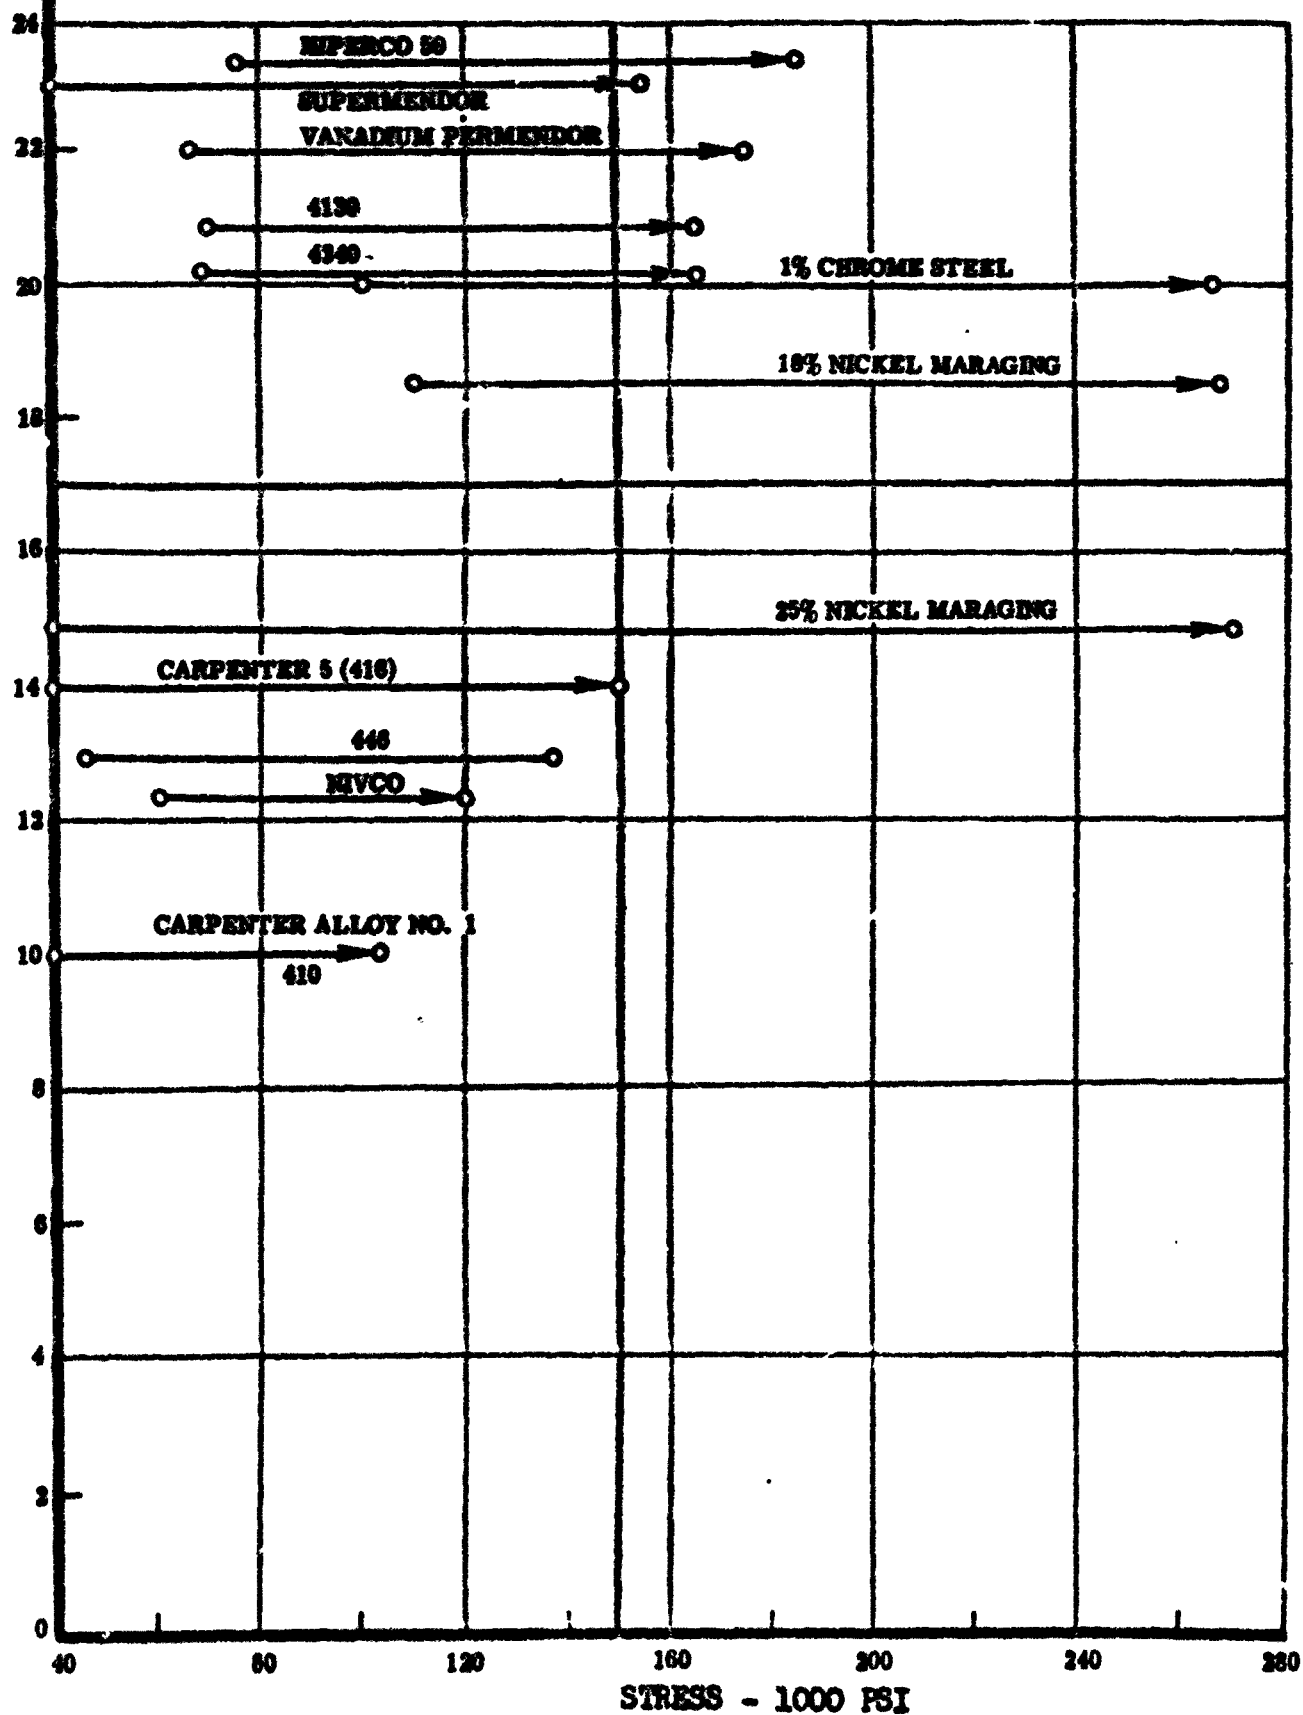 24
HIPERCO 50
SUPERMENDOR
VANADIUM PERMENDOR
22
4130
4340
1% CHROME STEEL
20
18% NICKEL MARAGING
18
16
25% NICKEL MARAGING
CARPENTER 5 (416)
14
446
NIVCO
12
CARPENTER ALLOY NO. 1
10
410
8
6
4
2
0
40 80 120 160 200 240 280
STRESS - 1000 PSI